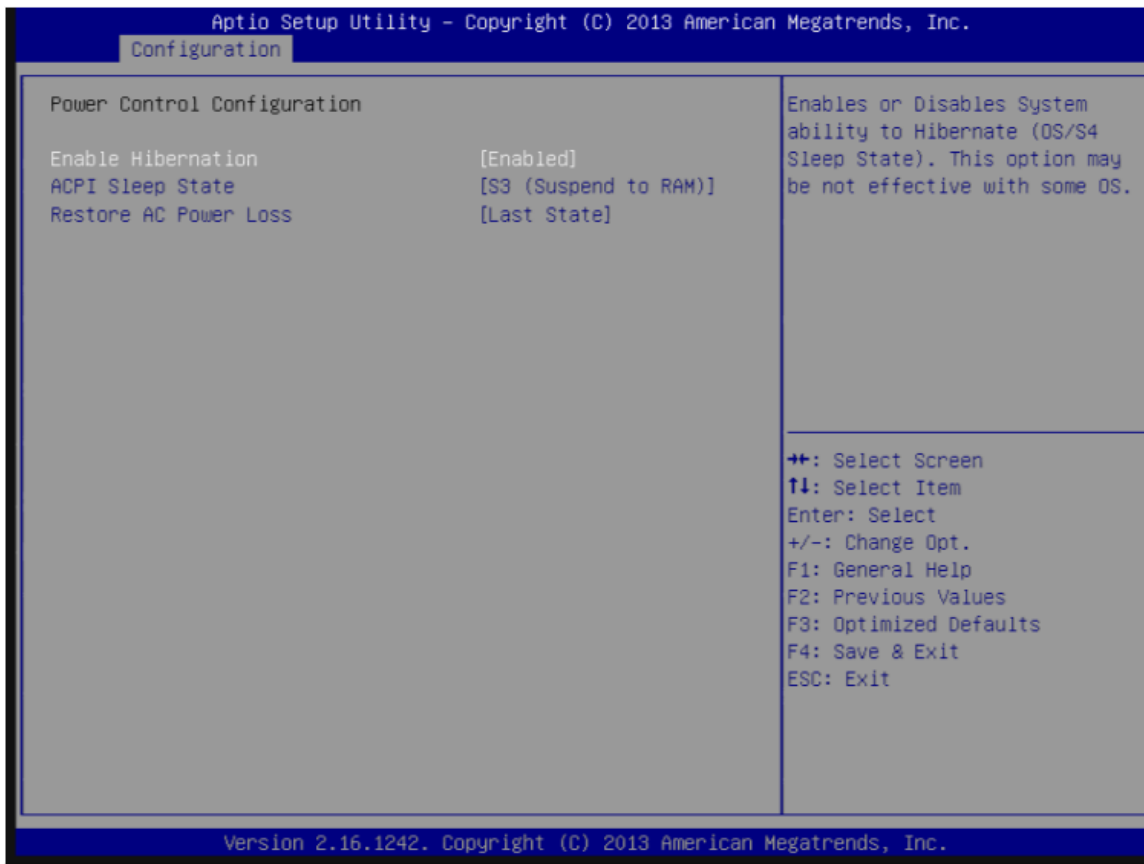 Aptio Setup Utility – Copyright (C) 2013 American Megatrends, Inc.
Configuration
Power Control Configuration
Enable Hibernation [Enabled]
ACPI Sleep State [S3 (Suspend to RAM)]
Restore AC Power Loss [Last State]
Enables or Disables System
ability to Hibernate (OS/S4
Sleep State). This option may
be not effective with some OS.
→←: Select Screen
↑↓: Select Item
Enter: Select
+/-: Change Opt.
F1: General Help
F2: Previous Values
F3: Optimized Defaults
F4: Save & Exit
ESC: Exit
Version 2.16.1242. Copyright (C) 2013 American Megatrends, Inc.